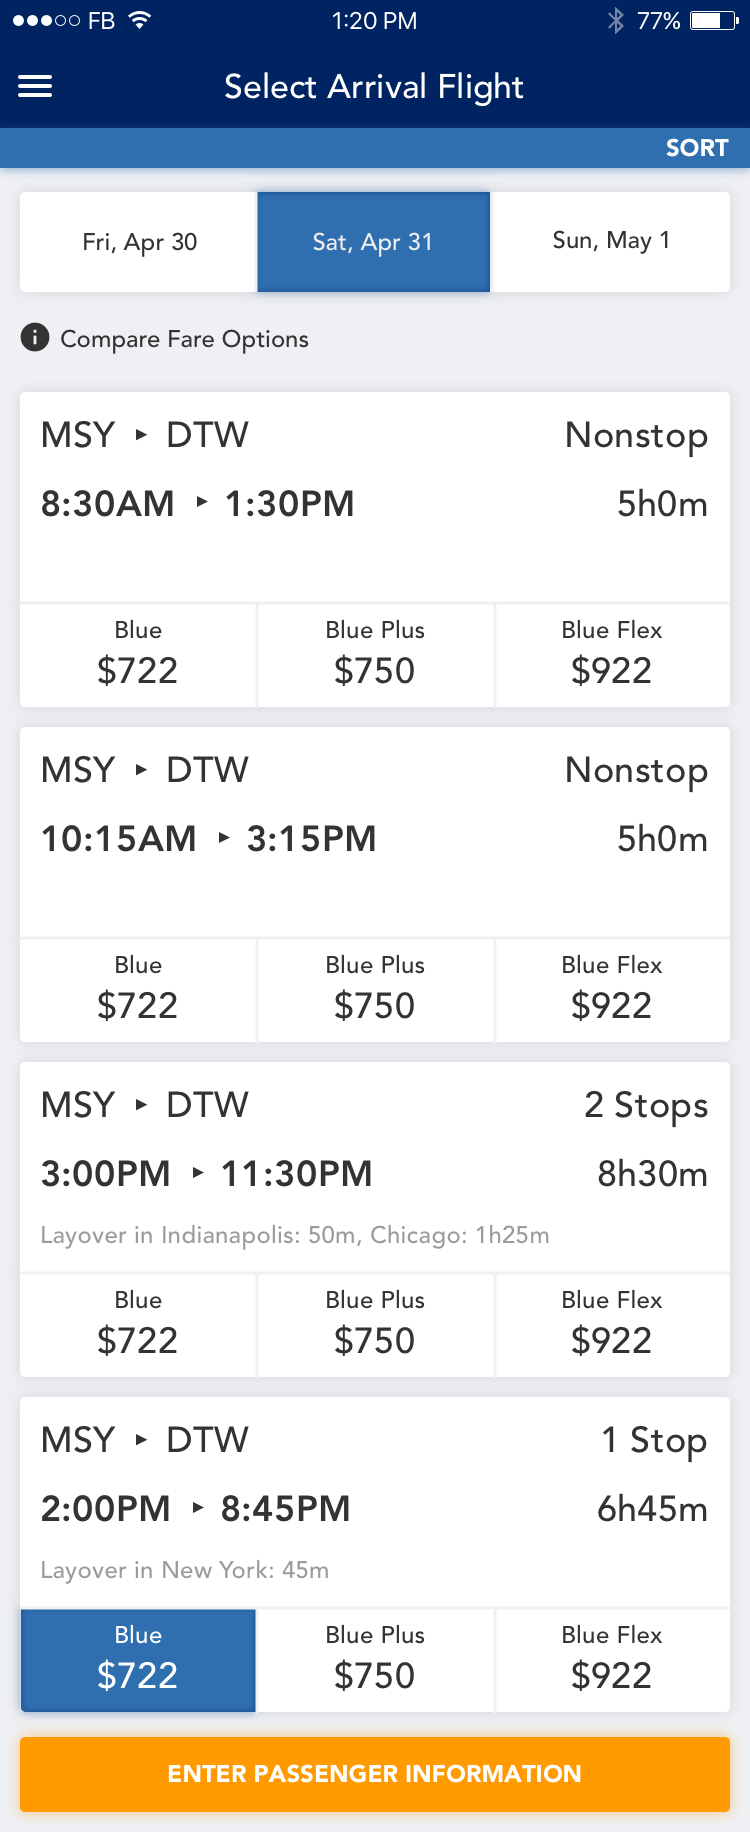 FB 1:20 PM 77%
Select Arrival Flight
SORT
Fri, Apr 30 Sat, Apr 31 Sun, May 1
i Compare Fare Options
MSY ▸ DTW Nonstop
8:30AM ▸ 1:30PM 5h0m
Blue Blue Plus Blue Flex
$722 $750 $922
MSY ▸ DTW Nonstop
10:15AM ▸ 3:15PM 5h0m
Blue Blue Plus Blue Flex
$722 $750 $922
MSY ▸ DTW 2 Stops
3:00PM ▸ 11:30PM 8h30m
Layover in Indianapolis: 50m, Chicago: 1h25m
Blue Blue Plus Blue Flex
$722 $750 $922
MSY ▸ DTW 1 Stop
2:00PM ▸ 8:45PM 6h45m
Layover in New York: 45m
Blue Blue Plus Blue Flex
$722 $750 $922
ENTER PASSENGER INFORMATION